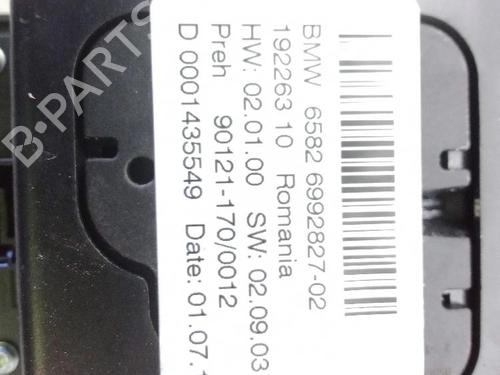 BMW 6582 6992827-02
192263 10 Romania
HW: 02.01.00 SW: 02.09.03
Preh 90121-170/0012
D 0001435549 Date: 01.07.
B-PARTS